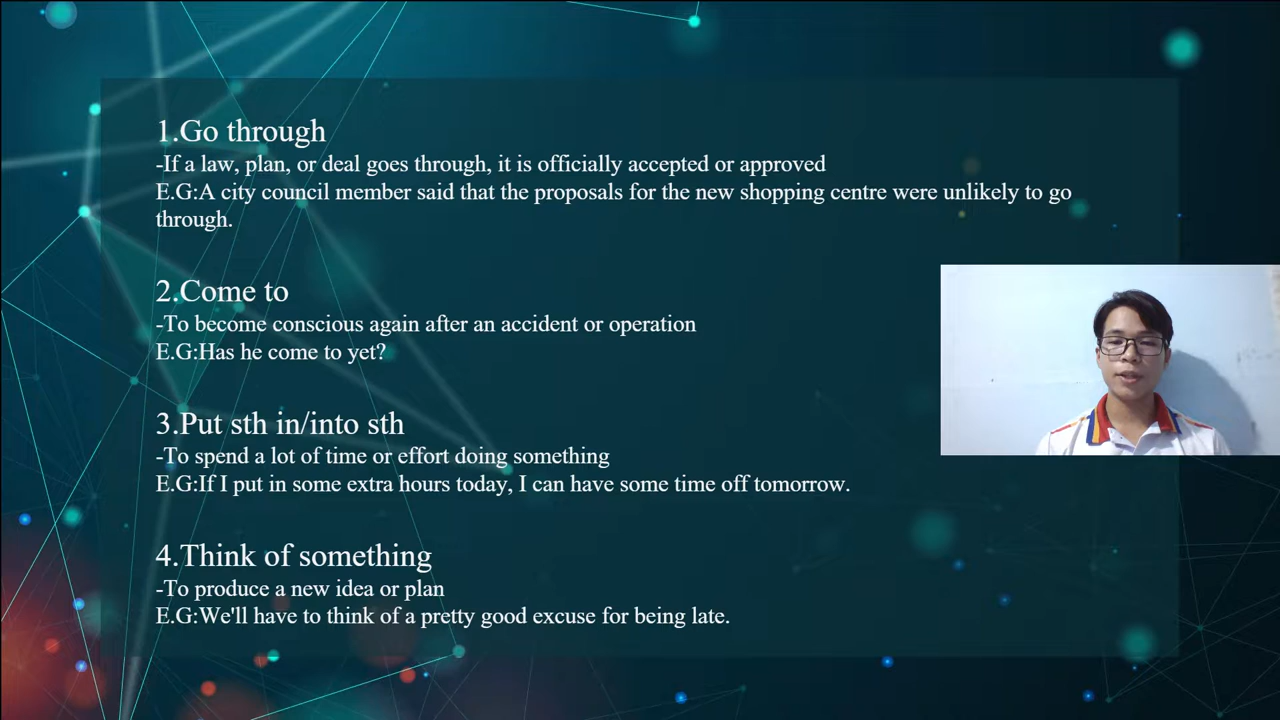 1.Go through
-If a law, plan, or deal goes through, it is officially accepted or approved
E.G:A city council member said that the proposals for the new shopping centre were unlikely to go
through.
2.Come to
-To become conscious again after an accident or operation
E.G:Has he come to yet?
3.Put sth in/into sth
-To spend a lot of time or effort doing something
E.G:If I put in some extra hours today, I can have some time off tomorrow.
4.Think of something
-To produce a new idea or plan
E.G:We'll have to think of a pretty good excuse for being late.